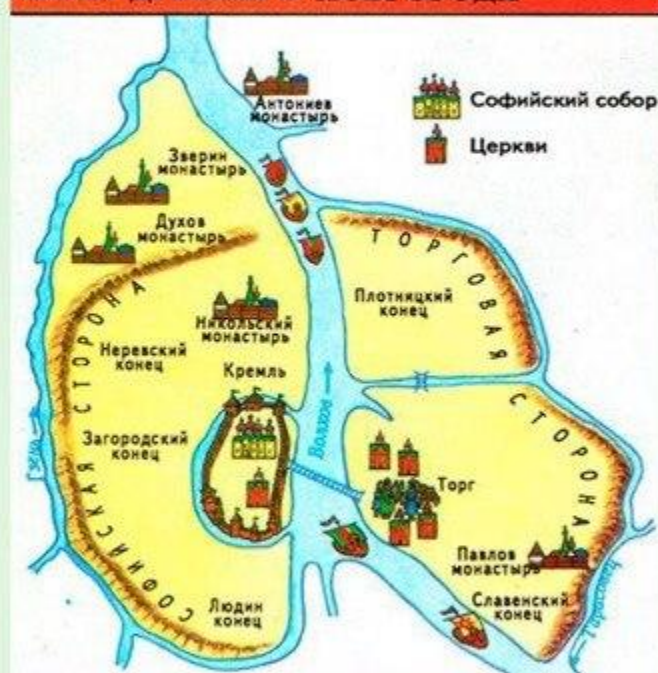 Софийский собор
Церкви
Антониев
монастырь
Зверин
монастырь
Духов
монастырь
ТОРГОВАЯ
СТОРОНА
Плотницкий
конец
Никольский
монастырь
Неревский
конец
Кремль
Волхов
Загородский
конец
СОФИЙСКАЯ СТОРОНА
Торг
Павлов
монастырь
Славенский
конец
Людин
конец